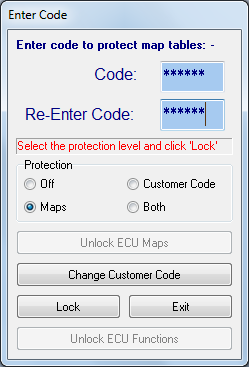 Enter Code
Enter code to protect map tables: -
Code: ******
Re-Enter Code: ******
Select the protection level and click 'Lock'
Protection
Off Customer Code
Maps Both
Unlock ECU Maps
Change Customer Code
Lock Exit
Unlock ECU Functions